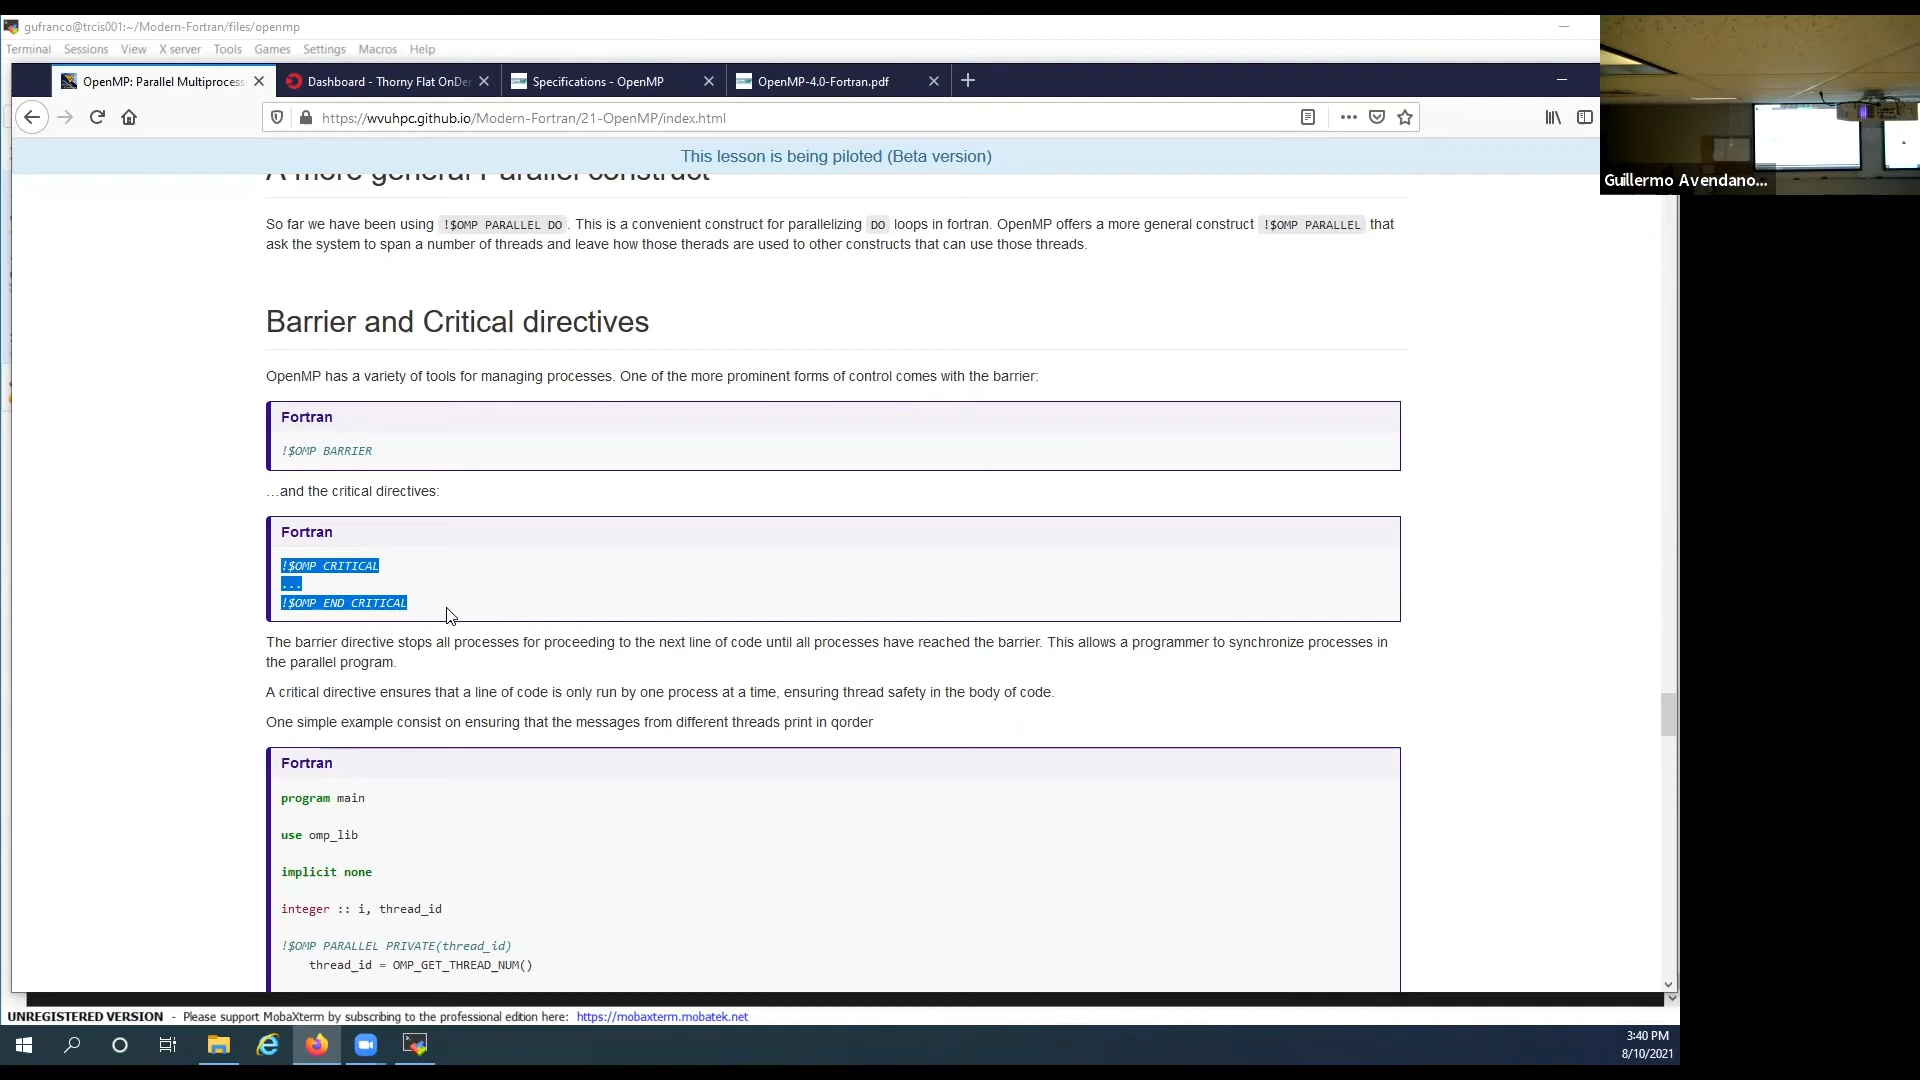 gufranco@trcis001:~/Modern-Fortran/files/openmp
Terminal Sessions View X server Tools Games Settings Macros Help
OpenMP: Parallel Multiprocess
Dashboard - Thorny Flat OnDe
Specifications - OpenMP
OpenMP-4.0-Fortran.pdf
https://wvuhpc.github.io/Modern-Fortran/21-OpenMP/index.html
This lesson is being piloted (Beta version)
Guillermo Avendano...
A more general Parallel construct
So far we have been using !$OMP PARALLEL DO. This is a convenient construct for parallelizing DO loops in fortran. OpenMP offers a more general construct !$OMP PARALLEL that
ask the system to span a number of threads and leave how those therads are used to other constructs that can use those threads.
Barrier and Critical directives
OpenMP has a variety of tools for managing processes. One of the more prominent forms of control comes with the barrier:
Fortran
!$OMP BARRIER
…and the critical directives:
Fortran
!$OMP CRITICAL
...
!$OMP END CRITICAL
The barrier directive stops all processes for proceeding to the next line of code until all processes have reached the barrier. This allows a programmer to synchronize processes in
the parallel program.
A critical directive ensures that a line of code is only run by one process at a time, ensuring thread safety in the body of code.
One simple example consist on ensuring that the messages from different threads print in qorder
Fortran
program main
use omp_lib
implicit none
integer :: i, thread_id
!$OMP PARALLEL PRIVATE(thread_id)
thread_id = OMP_GET_THREAD_NUM()
UNREGISTERED VERSION - Please support MobaXterm by subscribing to the professional edition here: https://mobaxterm.mobatek.net
3:40 PM
8/10/2021